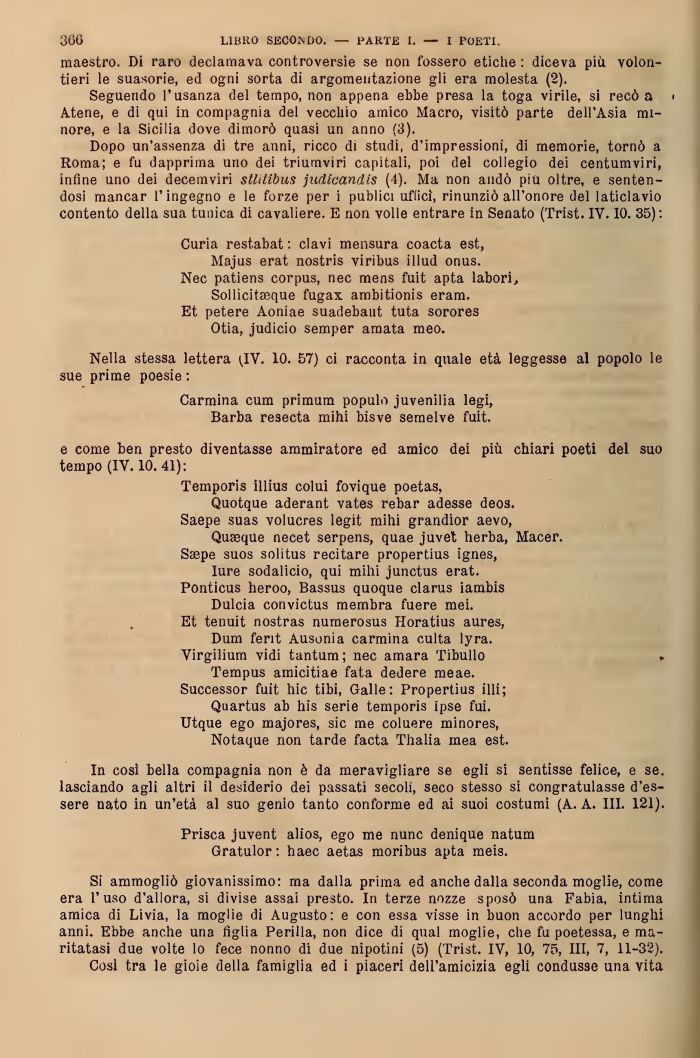 366 LIBRO SECONDO. — PARTE I. — I POETI.
maestro. Di raro declamava controversie se non fossero etiche : diceva più volon-
tieri le suasorie, ed ogni sorta di argomentazione gli era molesta (2).
Seguendo l'usanza del tempo, non appena ebbe presa la toga virile, si recò a
Atene, e di qui in compagnia del vecchio amico Macro, visitò parte dell'Asia mi-
nore, e la Sicilia dove dimorò quasi un anno (3).
Dopo un'assenza di tre anni, ricco di studi, d'impressioni, di memorie, tornò a
Roma; e fu dapprima uno dei triumviri capitali, poi del collegio dei centumviri,
infine uno dei decemviri stlitibus judicandis (4). Ma non andò più oltre, e senten-
dosi mancar l'ingegno e le forze per i publici uffici, rinunziò all'onore del laticlavio
contento della sua tunica di cavaliere. E non volle entrare in Senato (Trist. IV. 10. 35):
Curia restabat : clavi mensura coacta est,
Majus erat nostris viribus illud onus.
Nec patiens corpus, nec mens fuit apta labori,
Sollicitæque fugax ambitionis eram.
Et petere Aoniae suadebant tuta sorores
Otia, judicio semper amata meo.
Nella stessa lettera (IV. 10. 57) ci racconta in quale età leggesse al popolo le
sue prime poesie :
Carmina cum primum populo juvenilia legi,
Barba resecta mihi bisve semelve fuit.
e come ben presto diventasse ammiratore ed amico dei più chiari poeti del suo
tempo (IV. 10. 41):
Temporis illius colui fovique poetas,
Quotque aderant vates rebar adesse deos.
Saepe suas volucres legit mihi grandior aevo,
Quæque necet serpens, quae juvet herba, Macer.
Sæpe suos solitus recitare propertius ignes,
Iure sodalicio, qui mihi junctus erat.
Ponticus heroo, Bassus quoque clarus iambis
Dulcia convictus membra fuere mei.
Et tenuit nostras numerosus Horatius aures,
Dum ferit Ausonia carmina culta lyra.
Virgilium vidi tantum ; nec amara Tibullo
Tempus amicitiae fata dedere meae.
Successor fuit hic tibi, Galle : Propertius illi;
Quartus ab his serie temporis ipse fui.
Utque ego majores, sic me coluere minores,
Notaque non tarde facta Thalia mea est.
In così bella compagnia non è da meravigliare se egli si sentisse felice, e se.
lasciando agli altri il desiderio dei passati secoli, seco stesso si congratulasse d'es-
sere nato in un'età al suo genio tanto conforme ed ai suoi costumi (A. A. III. 121).
Prisca juvent alios, ego me nunc denique natum
Gratulor : haec aetas moribus apta meis.
Si ammogliò giovanissimo: ma dalla prima ed anche dalla seconda moglie, come
era l'uso d'allora, si divise assai presto. In terze nozze sposò una Fabia, intima
amica di Livia, la moglie di Augusto: e con essa visse in buon accordo per lunghi
anni. Ebbe anche una figlia Perilla, non dice di qual moglie, che fu poetessa, e ma-
ritatasi due volte lo fece nonno di due nipotini (5) (Trist. IV, 10, 75, III, 7, 11-32).
Così tra le gioie della famiglia ed i piaceri dell'amicizia egli condusse una vita